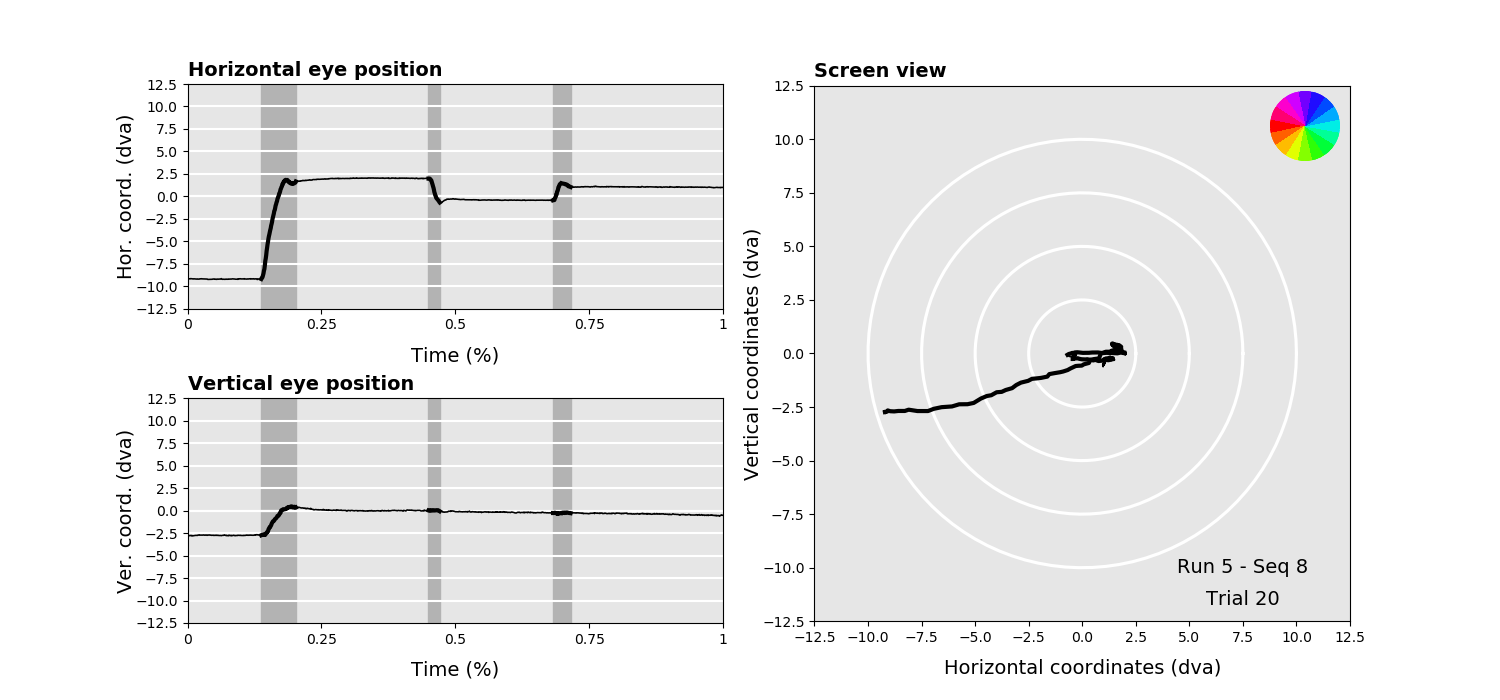 Horizontal eye position
Hor. coord. (dva)
12.5
10.0
7.5
5.0
2.5
0.0
−2.5
−5.0
−7.5
−10.0
−12.5
0 0.25 0.5 0.75 1
Time (%)
Vertical eye position
Ver. coord. (dva)
12.5
10.0
7.5
5.0
2.5
0.0
−2.5
−5.0
−7.5
−10.0
−12.5
0 0.25 0.5 0.75 1
Time (%)
Screen view
Vertical coordinates (dva)
12.5
10.0
7.5
5.0
2.5
0.0
−2.5
−5.0
−7.5
−10.0
−12.5
Run 5 - Seq 8
Trial 20
−12.5 −10.0 −7.5 −5.0 −2.5 0.0 2.5 5.0 7.5 10.0 12.5
Horizontal coordinates (dva)